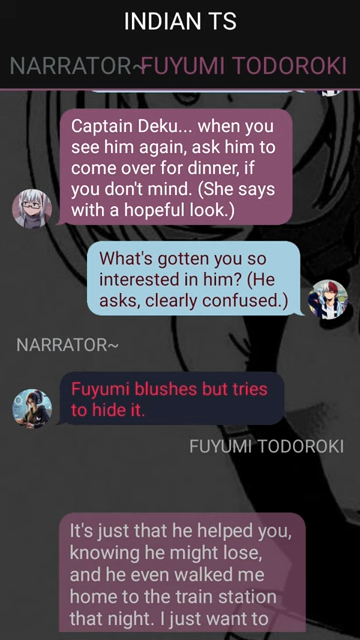 INDIAN TS
NARRATOR~ FUYUMI TODOROKI
Captain Deku... when you
see him again, ask him to
come over for dinner, if
you don't mind. (She says
with a hopeful look.)
What's gotten you so
interested in him? (He
asks, clearly confused.)
NARRATOR~
Fuyumi blushes but tries
to hide it.
FUYUMI TODOROKI
It's just that he helped you,
knowing he might lose,
and he even walked me
home to the train station
that night. I just want to